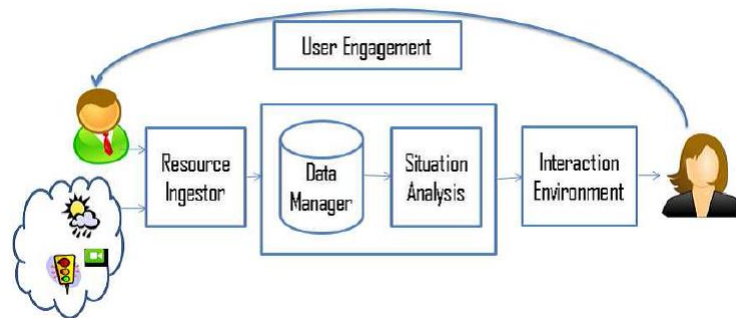 User Engagement
Resource
Ingestor
Data
Manager
Situation
Analysis
Interaction
Environment